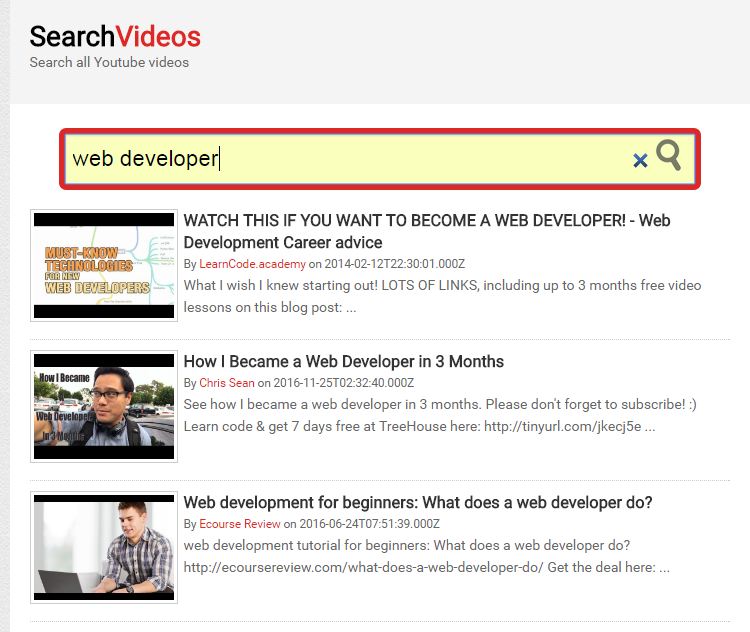 SearchVideos
Search all Youtube videos
web developer
WATCH THIS IF YOU WANT TO BECOME A WEB DEVELOPER! - Web
Development Career advice
By LearnCode.academy on 2014-02-12T22:30:01.000Z
What I wish I knew starting out! LOTS OF LINKS, including up to 3 months free video
lessons on this blog post: ...
MUST-KNOW
TECHNOLOGIES
FOR NEW
WEB DEVELOPERS
How I Became a Web Developer in 3 Months
By Chris Sean on 2016-11-25T02:32:40.000Z
See how I became a web developer in 3 months. Please don't forget to subscribe! :)
Learn code & get 7 days free at TreeHouse here: http://tinyurl.com/jkecj5e ...
How I Became
Web Developer
In 3 Months
Web development for beginners: What does a web developer do?
By Ecourse Review on 2016-06-24T07:51:39.000Z
web development tutorial for beginners: What does a web developer do?
http://ecoursereview.com/what-does-a-web-developer-do/ Get the deal here: ...